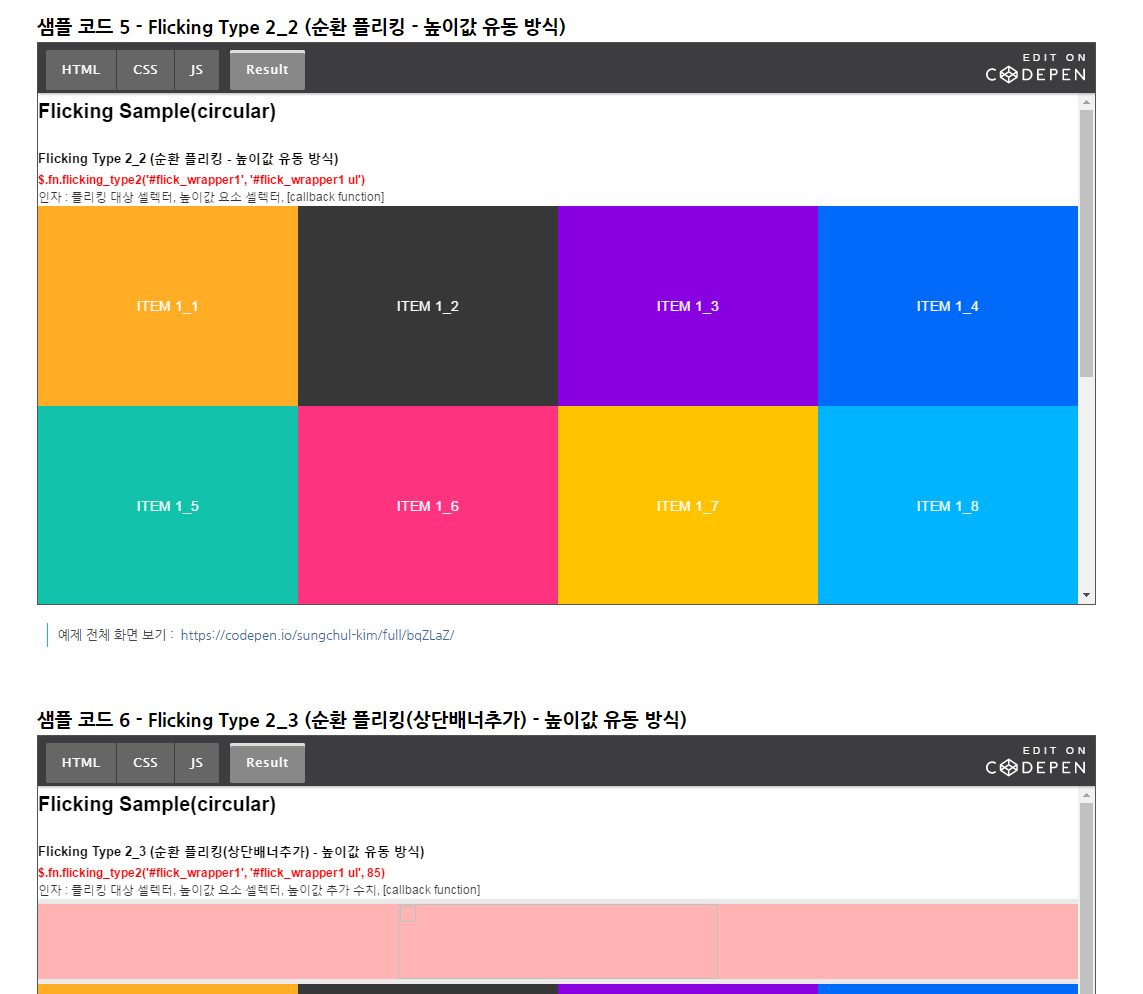 샘플 코드 5 - Flicking Type 2_2 (순환 플리킹 - 높이값 유동 방식)
HTML CSS JS Result EDIT ON CODEPEN
Flicking Sample(circular)
Flicking Type 2_2 (순환 플리킹 - 높이값 유동 방식)
$.fn.flicking_type2('#flick_wrapper1', '#flick_wrapper1 ul')
인자 : 플리킹 대상 셀렉터, 높이값 요소 셀렉터, [callback function]
ITEM 1_1 ITEM 1_2 ITEM 1_3 ITEM 1_4
ITEM 1_5 ITEM 1_6 ITEM 1_7 ITEM 1_8
예제 전체 화면 보기 : https://codepen.io/sungchul-kim/full/bqZLaZ/
샘플 코드 6 - Flicking Type 2_3 (순환 플리킹(상단배너추가) - 높이값 유동 방식)
HTML CSS JS Result EDIT ON CODEPEN
Flicking Sample(circular)
Flicking Type 2_3 (순환 플리킹(상단배너추가) - 높이값 유동 방식)
$.fn.flicking_type2('#flick_wrapper1', '#flick_wrapper1 ul', 85)
인자 : 플리킹 대상 셀렉터, 높이값 요소 셀렉터, 높이값 추가 수치, [callback function]